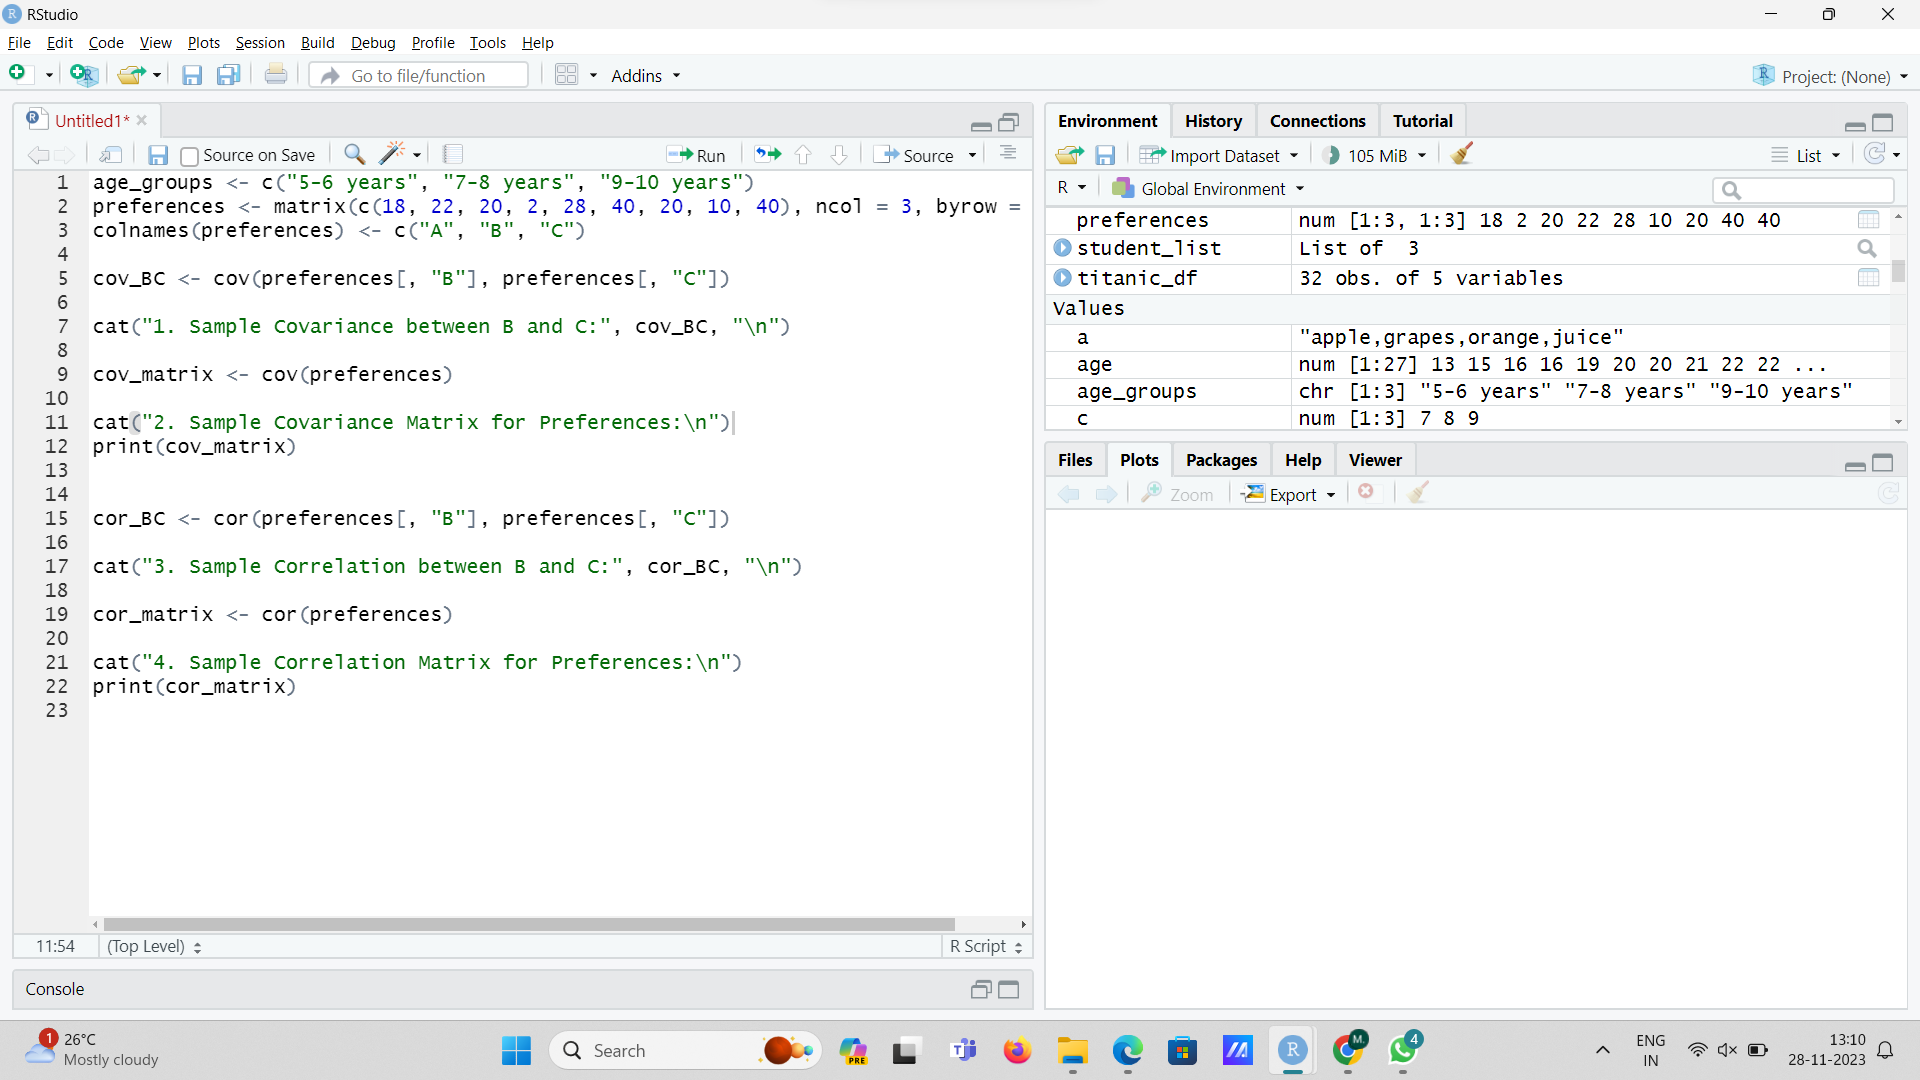 RStudio
File Edit Code View Plots Session Build Debug Profile Tools Help
Go to file/function Addins Project: (None)
Untitled1*
Source on Save Run Source
1 age_groups <- c("5-6 years", "7-8 years", "9-10 years")
2 preferences <- matrix(c(18, 22, 20, 2, 28, 40, 20, 10, 40), ncol = 3, byrow =
3 colnames(preferences) <- c("A", "B", "C")
4
5 cov_BC <- cov(preferences[, "B"], preferences[, "C"])
6
7 cat("1. Sample Covariance between B and C:", cov_BC, "\n")
8
9 cov_matrix <- cov(preferences)
10
11 cat("2. Sample Covariance Matrix for Preferences:\n")
12 print(cov_matrix)
13
14
15 cor_BC <- cor(preferences[, "B"], preferences[, "C"])
16
17 cat("3. Sample Correlation between B and C:", cor_BC, "\n")
18
19 cor_matrix <- cor(preferences)
20
21 cat("4. Sample Correlation Matrix for Preferences:\n")
22 print(cor_matrix)
23
11:54 (Top Level) R Script
Console
Environment History Connections Tutorial
Import Dataset 105 MiB List
R Global Environment
preferences num [1:3, 1:3] 18 2 20 22 28 10 20 40 40
student_list List of 3
titanic_df 32 obs. of 5 variables
Values
a "apple,grapes,orange,juice"
age num [1:27] 13 15 16 16 19 20 20 21 22 22 ...
age_groups chr [1:3] "5-6 years" "7-8 years" "9-10 years"
c num [1:3] 7 8 9
Files Plots Packages Help Viewer
Zoom Export
1 26°C
Mostly cloudy
Search
PRE
M.
4
ENG
IN
13:10
28-11-2023